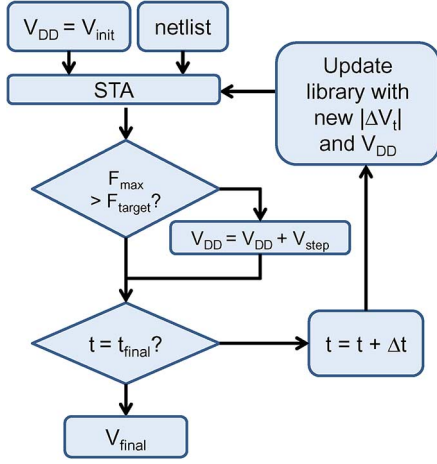 V_DD = V_init
netlist
STA
Update
library with
new |ΔV_t|
and V_DD
F_max
> F_target?
V_DD = V_DD + V_step
t = t_final?
t = t + Δt
V_final